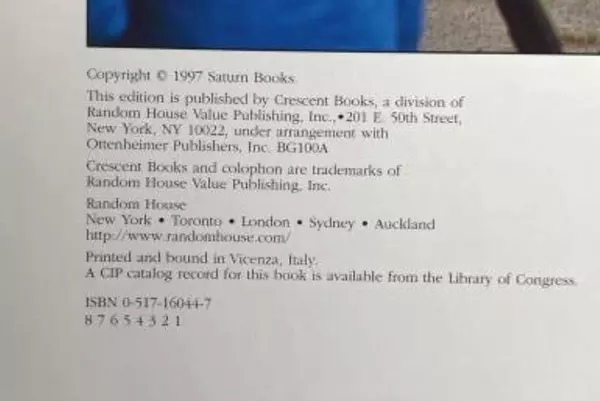 Copyright © 1997 Saturn Books.
This edition is published by Crescent Books, a division of
Random House Value Publishing, Inc.,•201 E. 50th Street,
New York, NY 10022, under arrangement with
Ottenheimer Publishers, Inc. BG100A
Crescent Books and colophon are trademarks of
Random House Value Publishing, Inc.
Random House
New York • Toronto • London • Sydney • Auckland
http://www.randomhouse.com/
Printed and bound in Vicenza, Italy.
A CIP catalog record for this book is available from the Library of Congress.
ISBN 0-517-16044-7
8 7 6 5 4 3 2 1